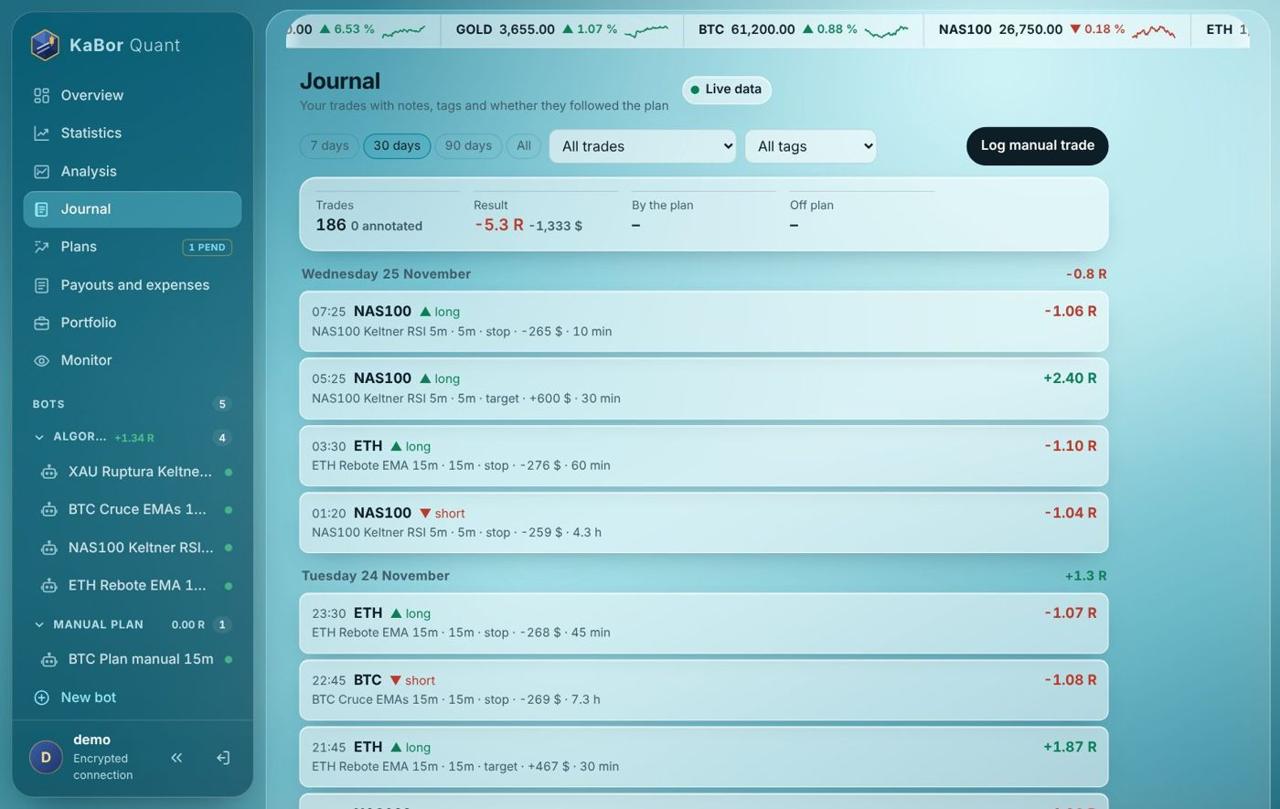 KaBor Quant
Overview
Statistics
Analysis
Journal
Plans 1 PEND
Payouts and expenses
Portfolio
Monitor
BOTS 5
ALGOR... +1.34 R 4
XAU Ruptura Keltne...
BTC Cruce EMAs 1...
NAS100 Keltner RSI...
ETH Rebote EMA 1...
MANUAL PLAN 0.00 R 1
BTC Plan manual 15m
New bot
D demo
Encrypted
connection
.00 ▲ 6.53 % GOLD 3,655.00 ▲ 1.07 % BTC 61,200.00 ▲ 0.88 % NAS100 26,750.00 ▼ 0.18 % ETH 1,
Journal
Your trades with notes, tags and whether they followed the plan
Live data
7 days 30 days 90 days All All trades All tags Log manual trade
Trades Result By the plan Off plan
186 0 annotated -5.3 R -1,333 $ – –
Wednesday 25 November -0.8 R
07:25 NAS100 ▲ long -1.06 R
NAS100 Keltner RSI 5m · 5m · stop · -265 $ · 10 min
05:25 NAS100 ▲ long +2.40 R
NAS100 Keltner RSI 5m · 5m · target · +600 $ · 30 min
03:30 ETH ▲ long -1.10 R
ETH Rebote EMA 15m · 15m · stop · -276 $ · 60 min
01:20 NAS100 ▼ short -1.04 R
NAS100 Keltner RSI 5m · 5m · stop · -259 $ · 4.3 h
Tuesday 24 November +1.3 R
23:30 ETH ▲ long -1.07 R
ETH Rebote EMA 15m · 15m · stop · -268 $ · 45 min
22:45 BTC ▼ short -1.08 R
BTC Cruce EMAs 15m · 15m · stop · -269 $ · 7.3 h
21:45 ETH ▲ long +1.87 R
ETH Rebote EMA 15m · 15m · target · +467 $ · 30 min